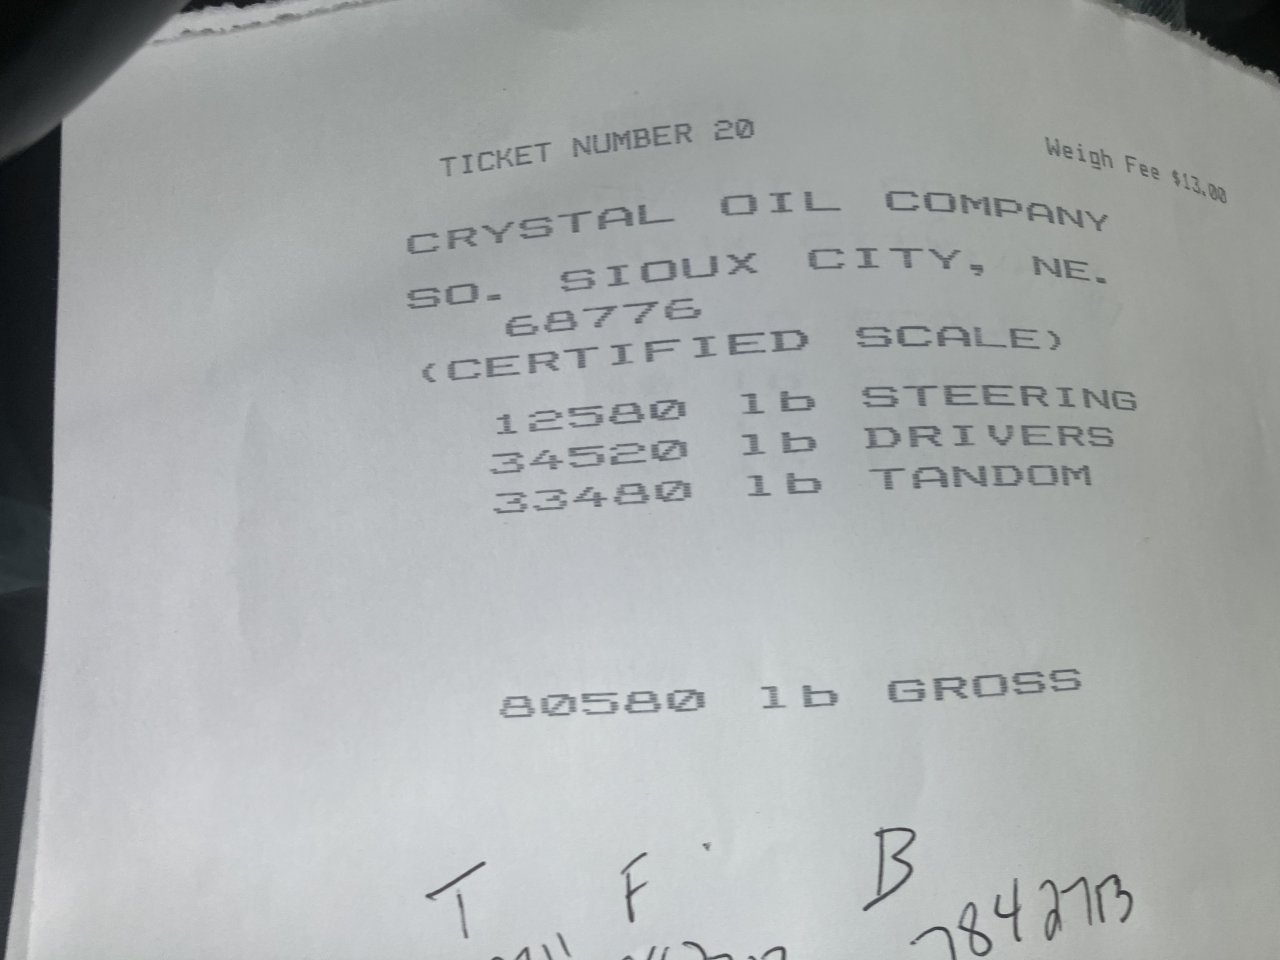 TICKET NUMBER 20
Weigh Fee $13.00
CRYSTAL OIL COMPANY
SO. SIOUX CITY, NE.
68776
(CERTIFIED SCALE)
12580 lb STEERING
34520 lb DRIVERS
33480 lb TANDOM
80580 lb GROSS
T F B